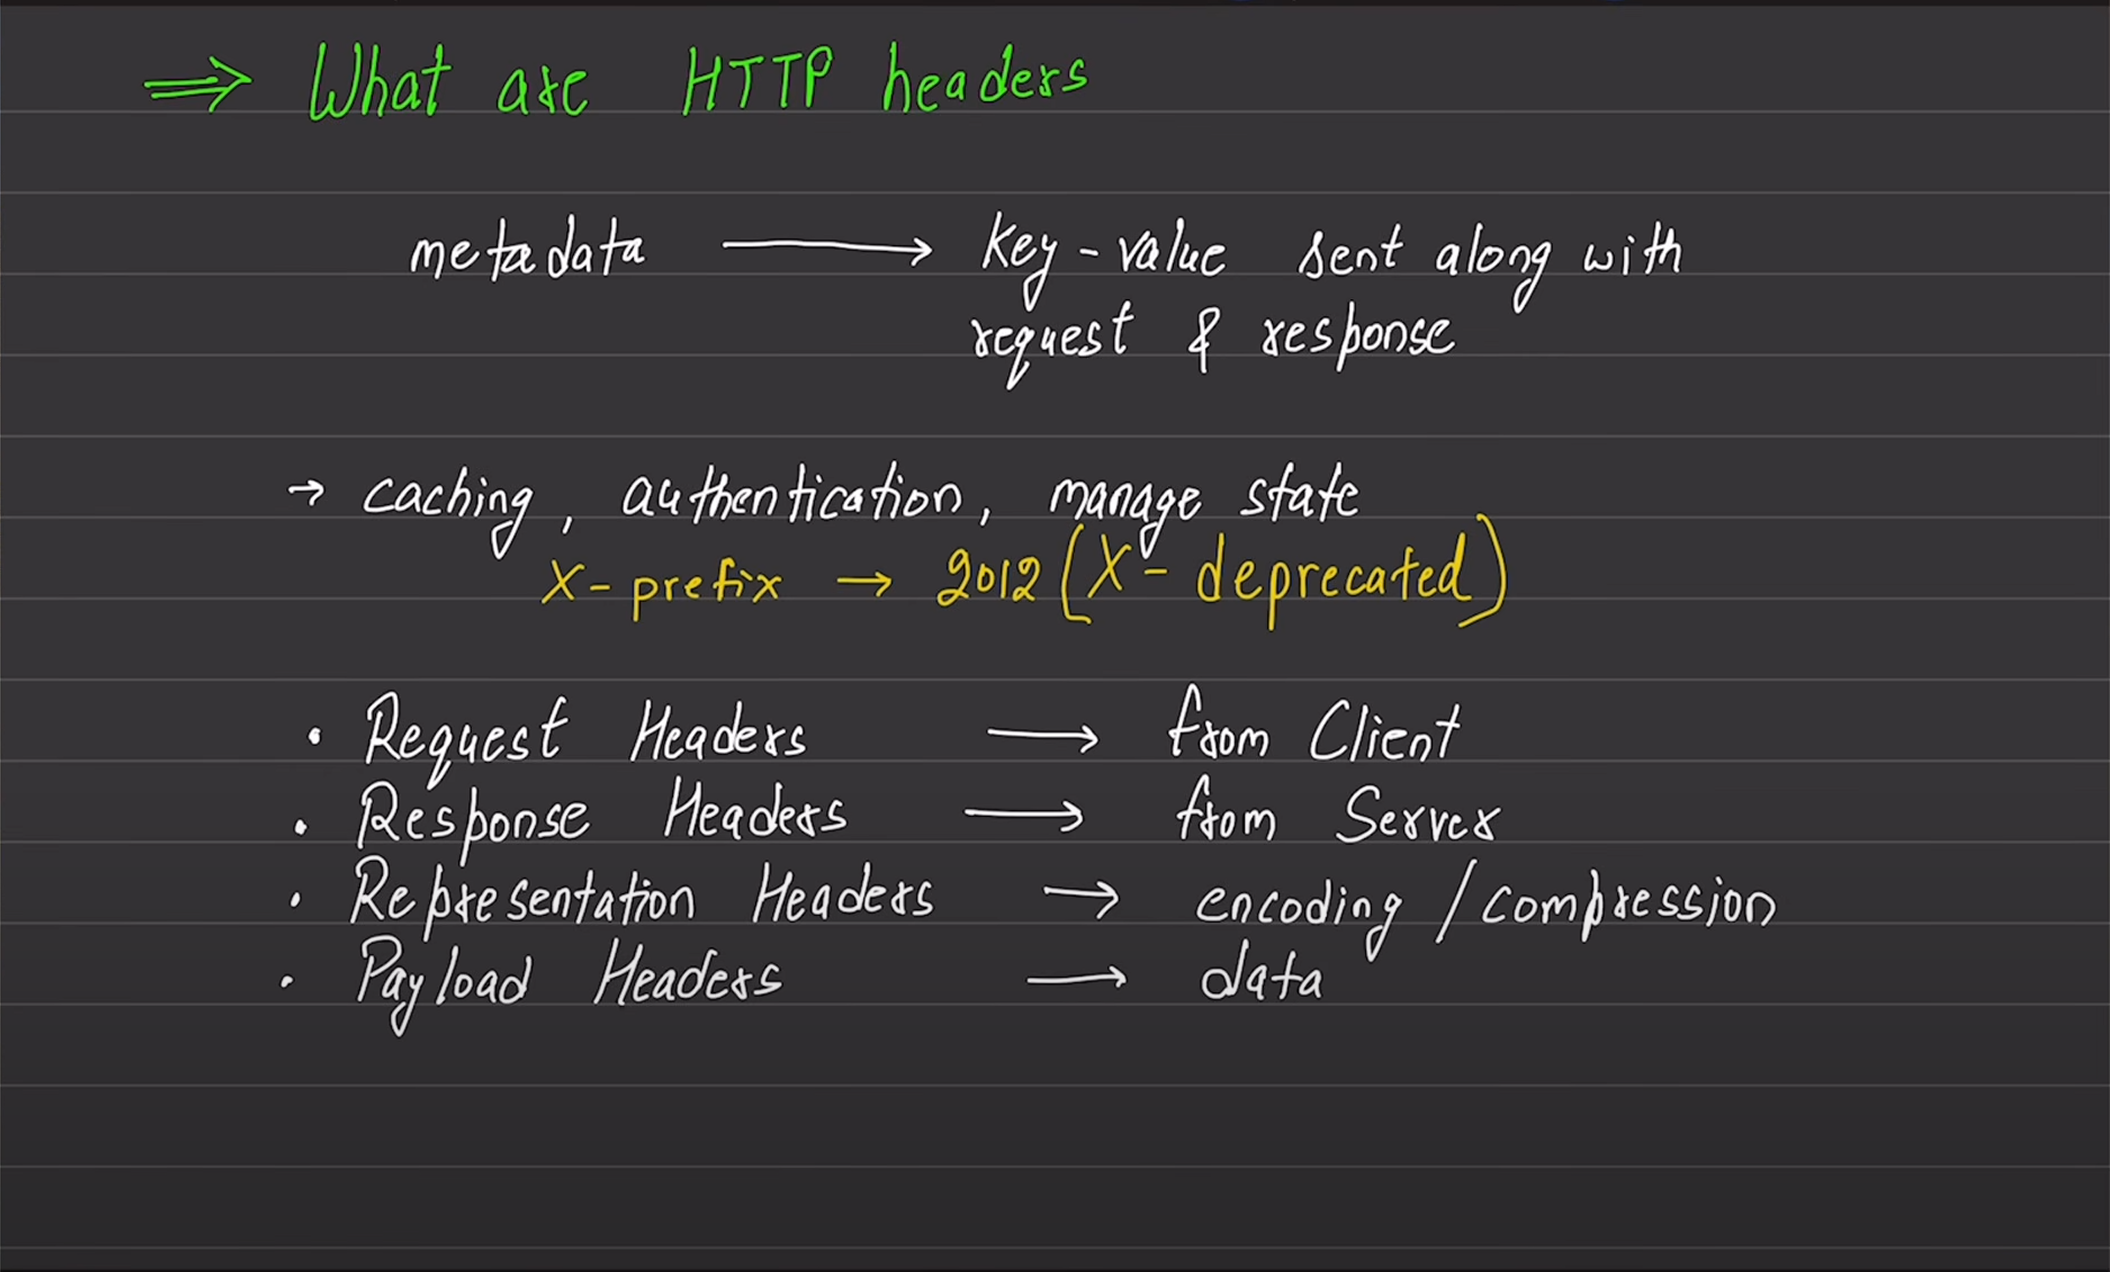 ⇒ What are HTTP headers
metadata → key-value sent along with
request & response
→ caching, authentication, manage state
X-prefix → 2012 (X- deprecated)
• Request Headers → from Client
• Response Headers → from Server
• Representation Headers → encoding / compression
• Payload Headers → data